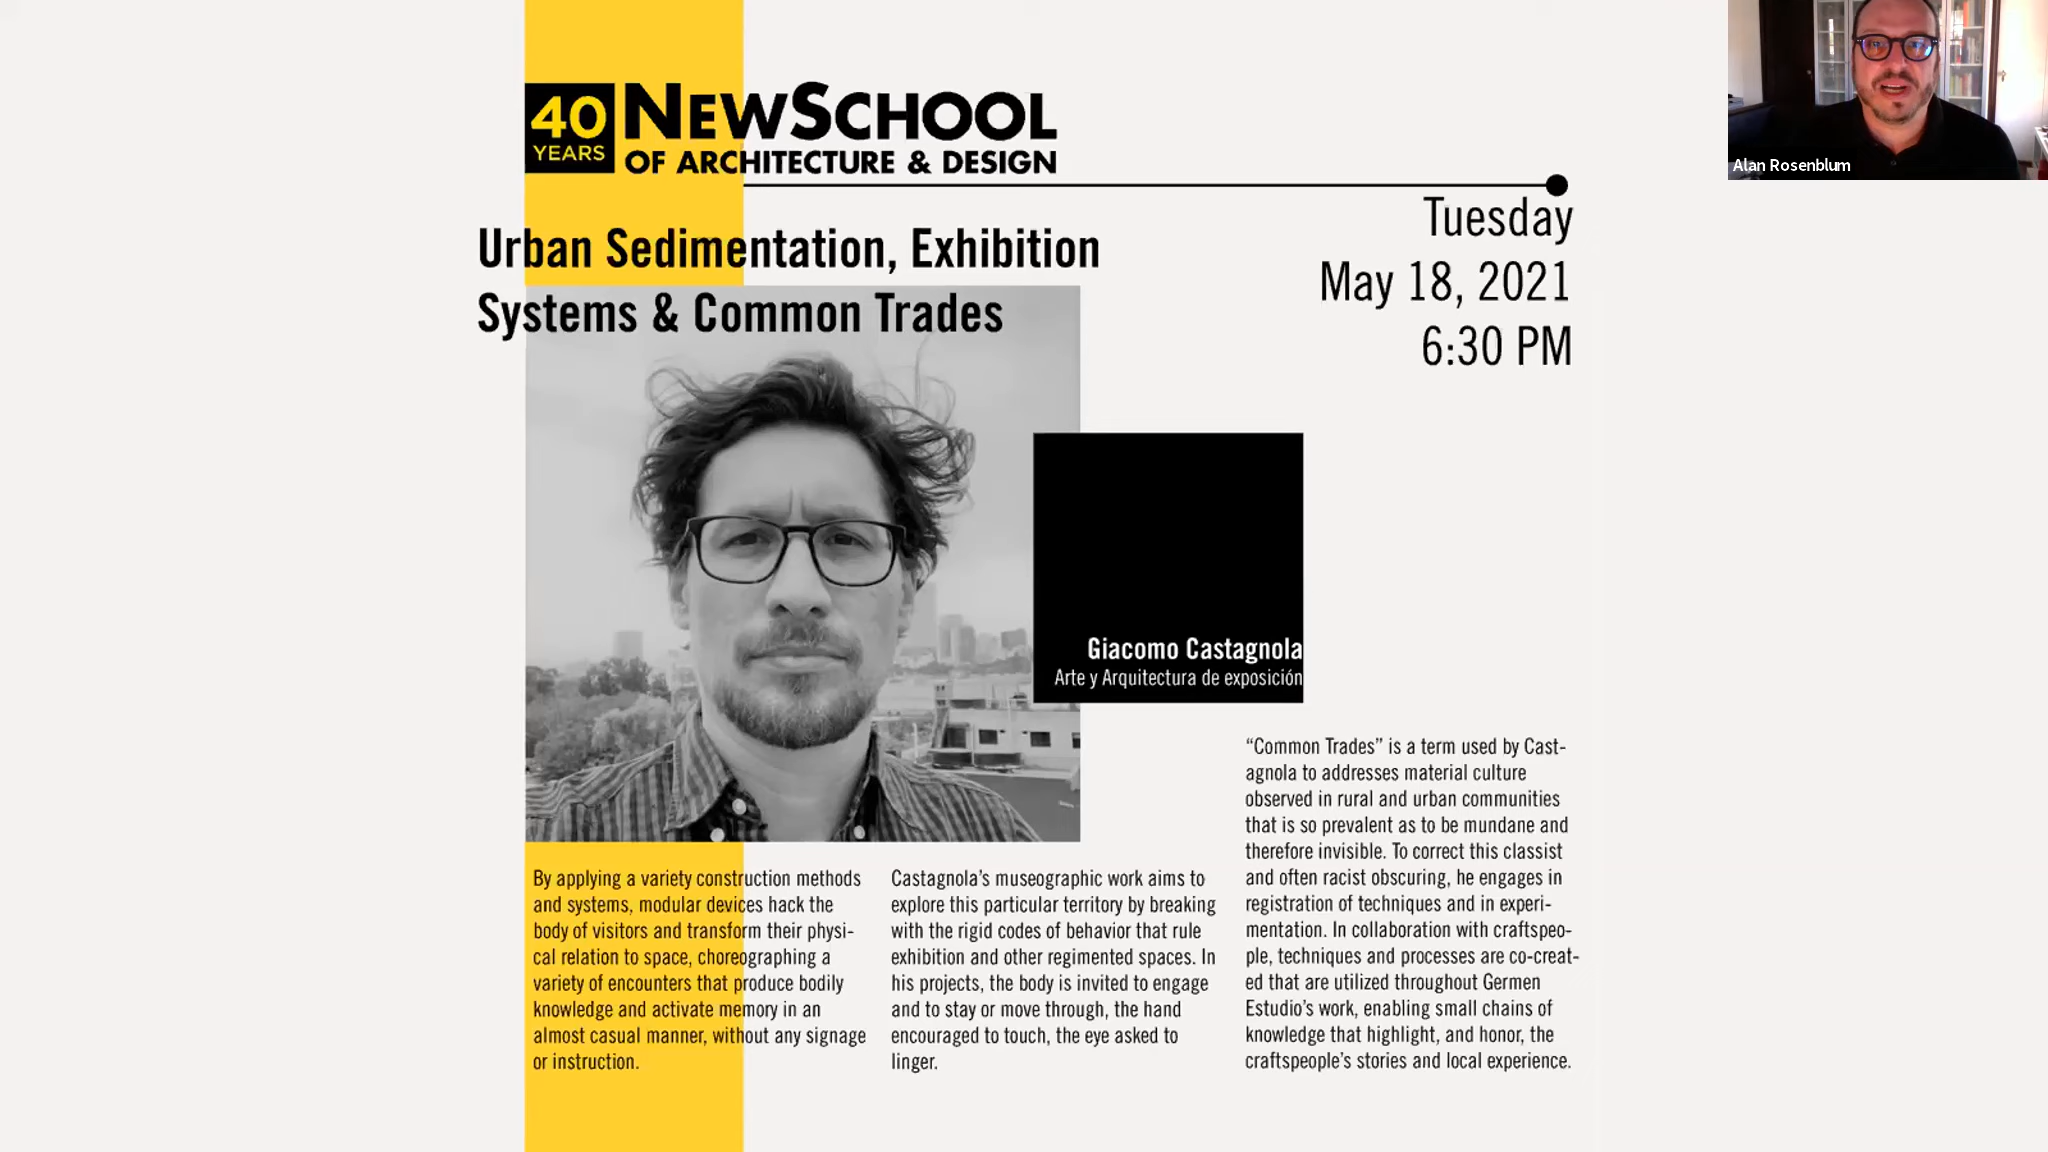 40
YEARS
NEWSCHOOL
OF ARCHITECTURE & DESIGN
Urban Sedimentation, Exhibition
Systems & Common Trades
Tuesday
May 18, 2021
6:30 PM
Alan Rosenblum
Giacomo Castagnola
Arte y Arquitectura de exposición
By applying a variety construction methods
and systems, modular devices hack the
body of visitors and transform their physi-
cal relation to space, choreographing a
variety of encounters that produce bodily
knowledge and activate memory in an
almost casual manner, without any signage
or instruction.
Castagnola's museographic work aims to
explore this particular territory by breaking
with the rigid codes of behavior that rule
exhibition and other regimented spaces. In
his projects, the body is invited to engage
and to stay or move through, the hand
encouraged to touch, the eye asked to
linger.
“Common Trades” is a term used by Cast-
agnola to addresses material culture
observed in rural and urban communities
that is so prevalent as to be mundane and
therefore invisible. To correct this classist
and often racist obscuring, he engages in
registration of techniques and in experi-
mentation. In collaboration with craftspeo-
ple, techniques and processes are co-creat-
ed that are utilized throughout Germen
Estudio's work, enabling small chains of
knowledge that highlight, and honor, the
craftspeople's stories and local experience.